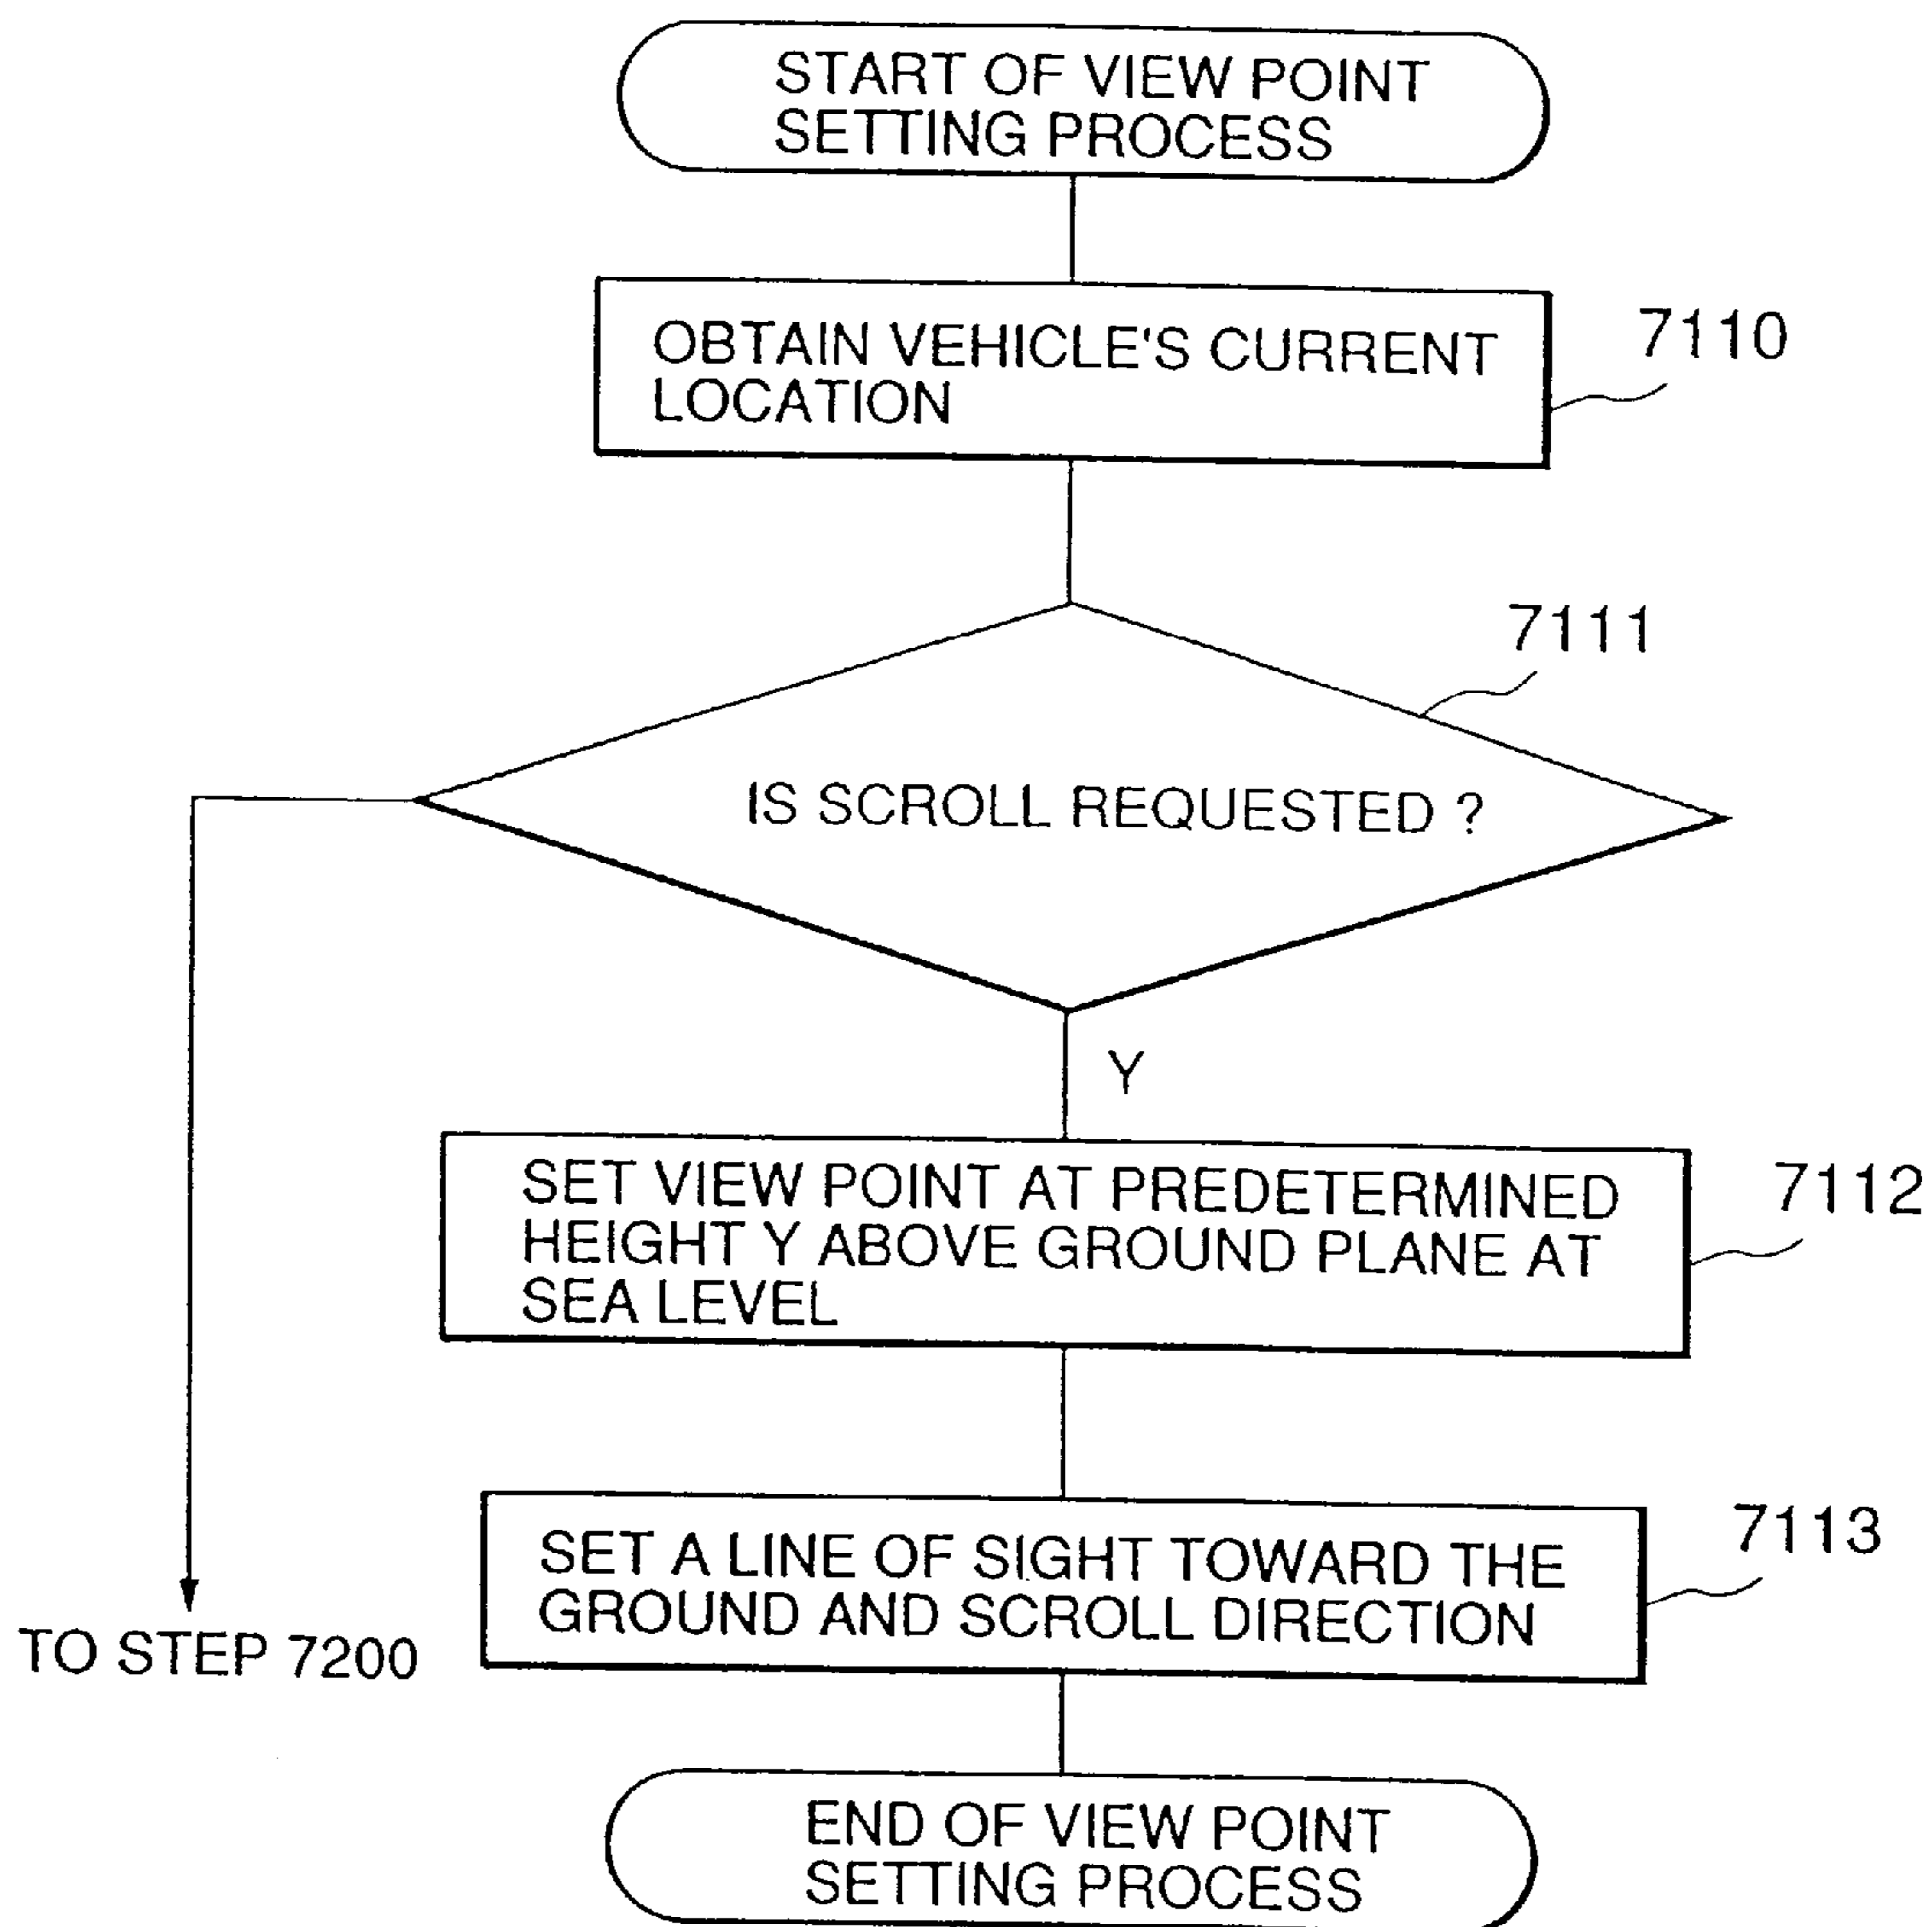 START OF VIEW POINT
SETTING PROCESS
OBTAIN VEHICLE'S CURRENT
LOCATION
7110
7111
IS SCROLL REQUESTED ?
Y
SET VIEW POINT AT PREDETERMINED
HEIGHT Y ABOVE GROUND PLANE AT
SEA LEVEL
7112
SET A LINE OF SIGHT TOWARD THE
GROUND AND SCROLL DIRECTION
7113
TO STEP 7200
END OF VIEW POINT
SETTING PROCESS